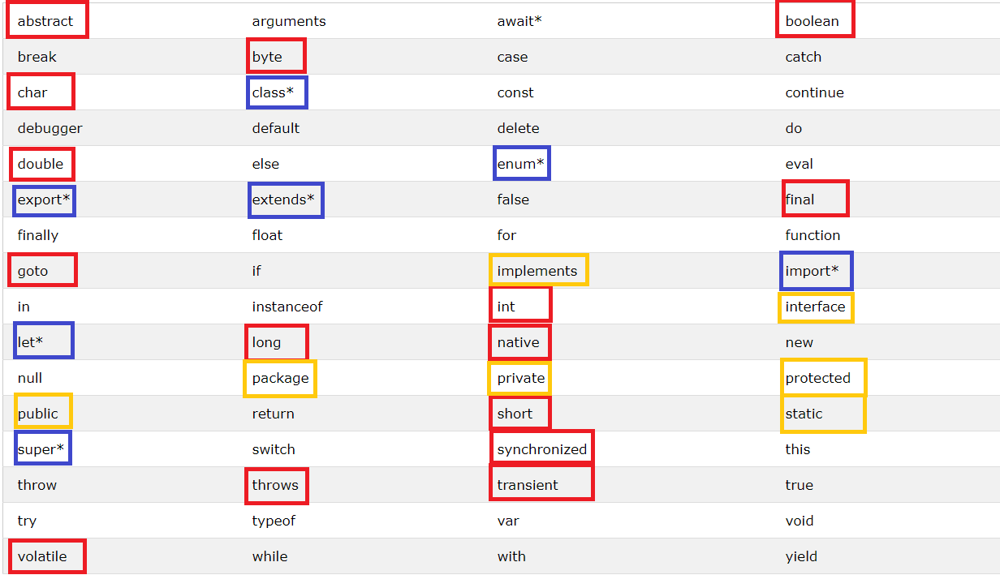 abstract arguments await* boolean
break byte case catch
char class* const continue
debugger default delete do
double else enum* eval
export* extends* false final
finally float for function
goto if implements import*
in instanceof int interface
let* long native new
null package private protected
public return short static
super* switch synchronized this
throw throws transient true
try typeof var void
volatile while with yield